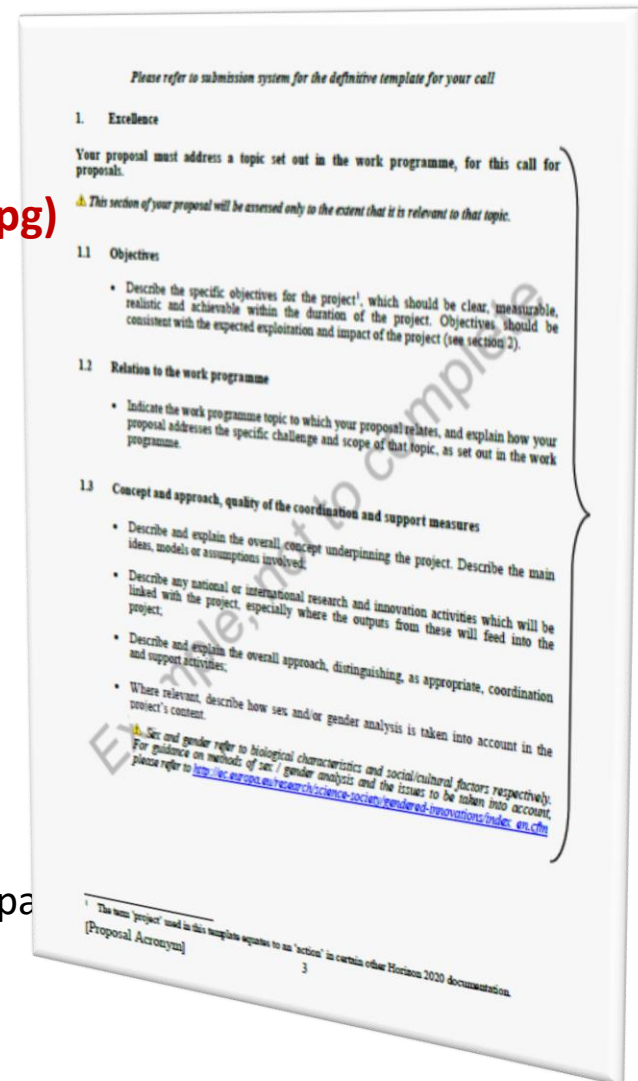 Please refer to submission system for the definitive template for your call
1. Excellence
Your proposal must address a topic set out in the work programme, for this call for
proposals.
pg)
⚠ This section of your proposal will be assessed only to the extent that it is relevant to that topic.
1.1 Objectives
• Describe the specific objectives for the project¹, which should be clear, measurable,
realistic and achievable within the duration of the project. Objectives should be
consistent with the expected exploitation and impact of the project (see section 2).
1.2 Relation to the work programme
• Indicate the work programme topic to which your proposal relates, and explain how your
proposal addresses the specific challenge and scope of that topic, as set out in the work
programme.
1.3 Concept and approach, quality of the coordination and support measures
• Describe and explain the overall concept underpinning the project. Describe the main
ideas, models or assumptions involved;
• Describe any national or international research and innovation activities which will be
linked with the project, especially where the outputs from these will feed into the
project;
• Describe and explain the overall approach, distinguishing, as appropriate, coordination
and support activities;
• Where relevant, describe how sex and/or gender analysis is taken into account in the
project's content.
⚠ Sex and gender refer to biological characteristics and social/cultural factors respectively.
For guidance on methods of sex / gender analysis and the issues to be taken into account,
please refer to http://ec.europa.eu/research/science-society/gendered-innovations/index_en.cfm
Example, not to complete
pa
¹ The term 'project' used in this template equates to an 'action' in certain other Horizon 2020 documentation.
[Proposal Acronym]
3